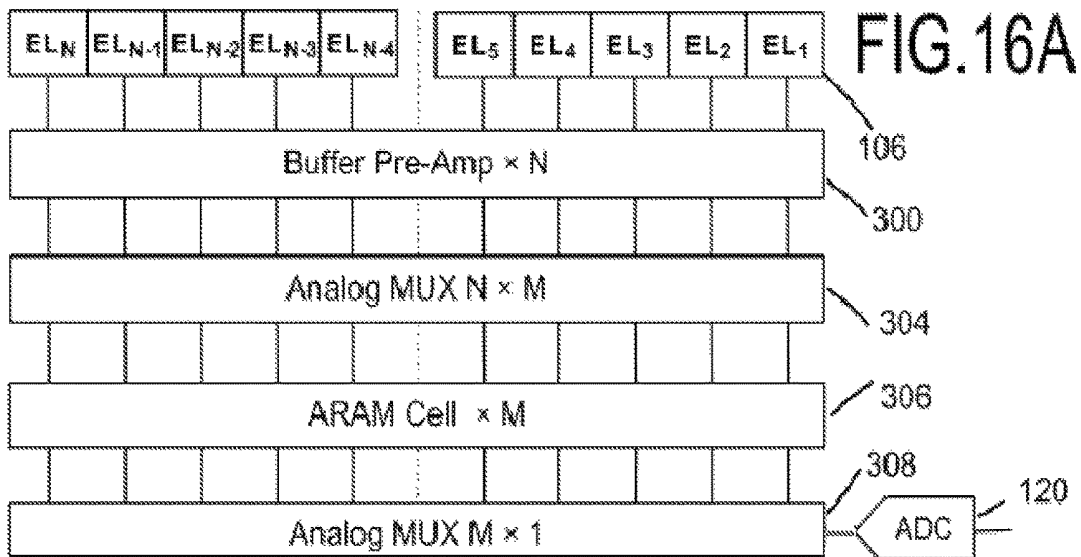 EL_N EL_N-1 EL_N-2 EL_N-3 EL_N-4 EL_5 EL_4 EL_3 EL_2 EL_1
FIG.16A
106
Buffer Pre-Amp × N
300
Analog MUX N × M
304
ARAM Cell × M
306
308
Analog MUX M × 1
ADC
120